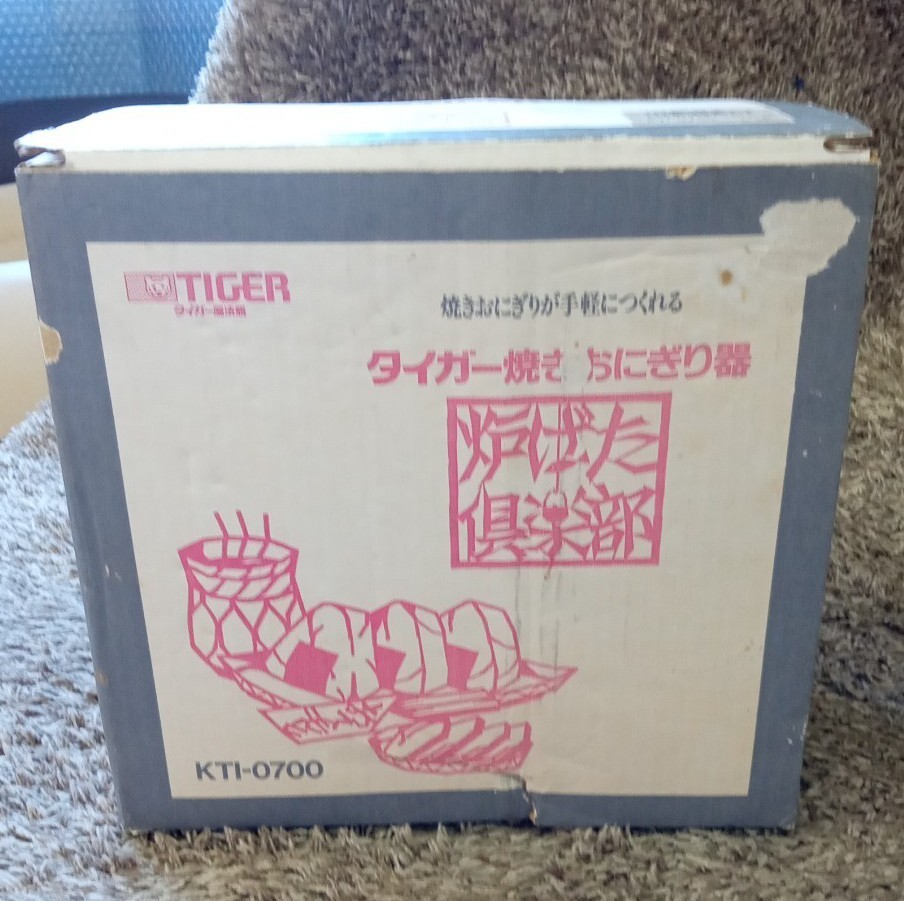 TIGER
タイガー魔法瓶
焼きおにぎりが手軽につくれる
タイガー焼きおにぎり器
炉ばた
倶楽部
KTI-0700